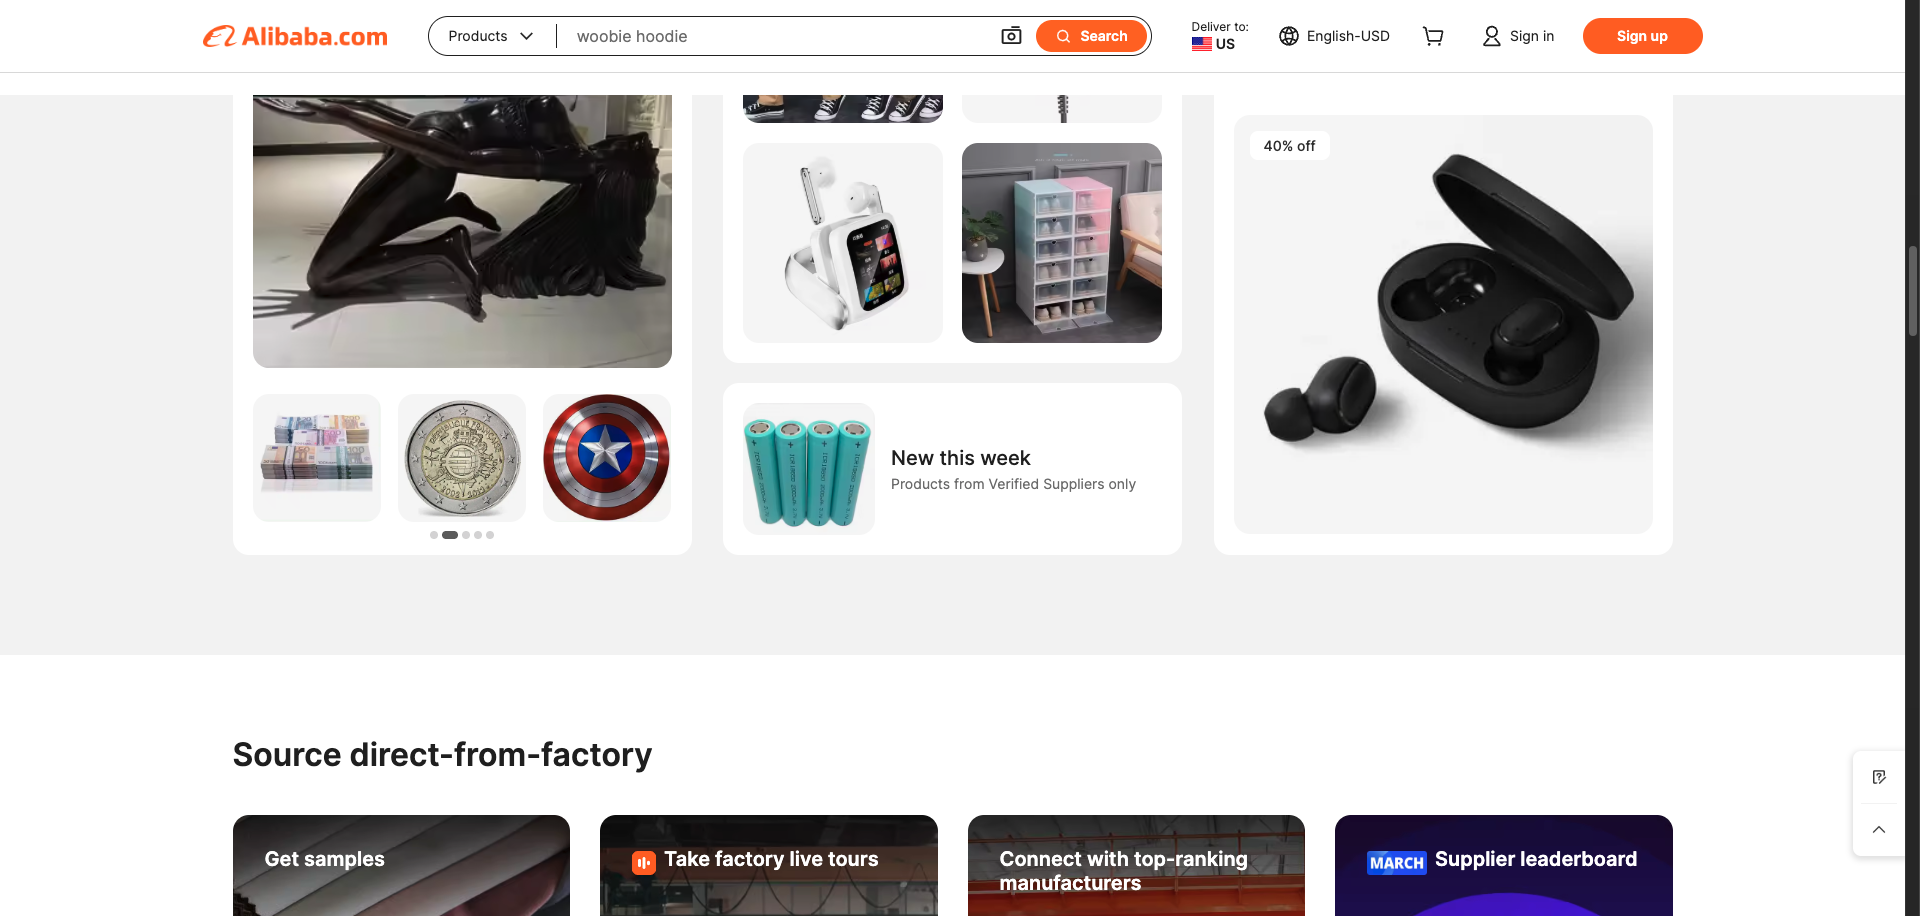 Alibaba.com
Products
woobie hoodie
Search
Deliver to:
US
English-USD
Sign in
Sign up
40% off
New this week
Products from Verified Suppliers only
Source direct-from-factory
Get samples
Take factory live tours
Connect with top-ranking
manufacturers
MARCH Supplier leaderboard